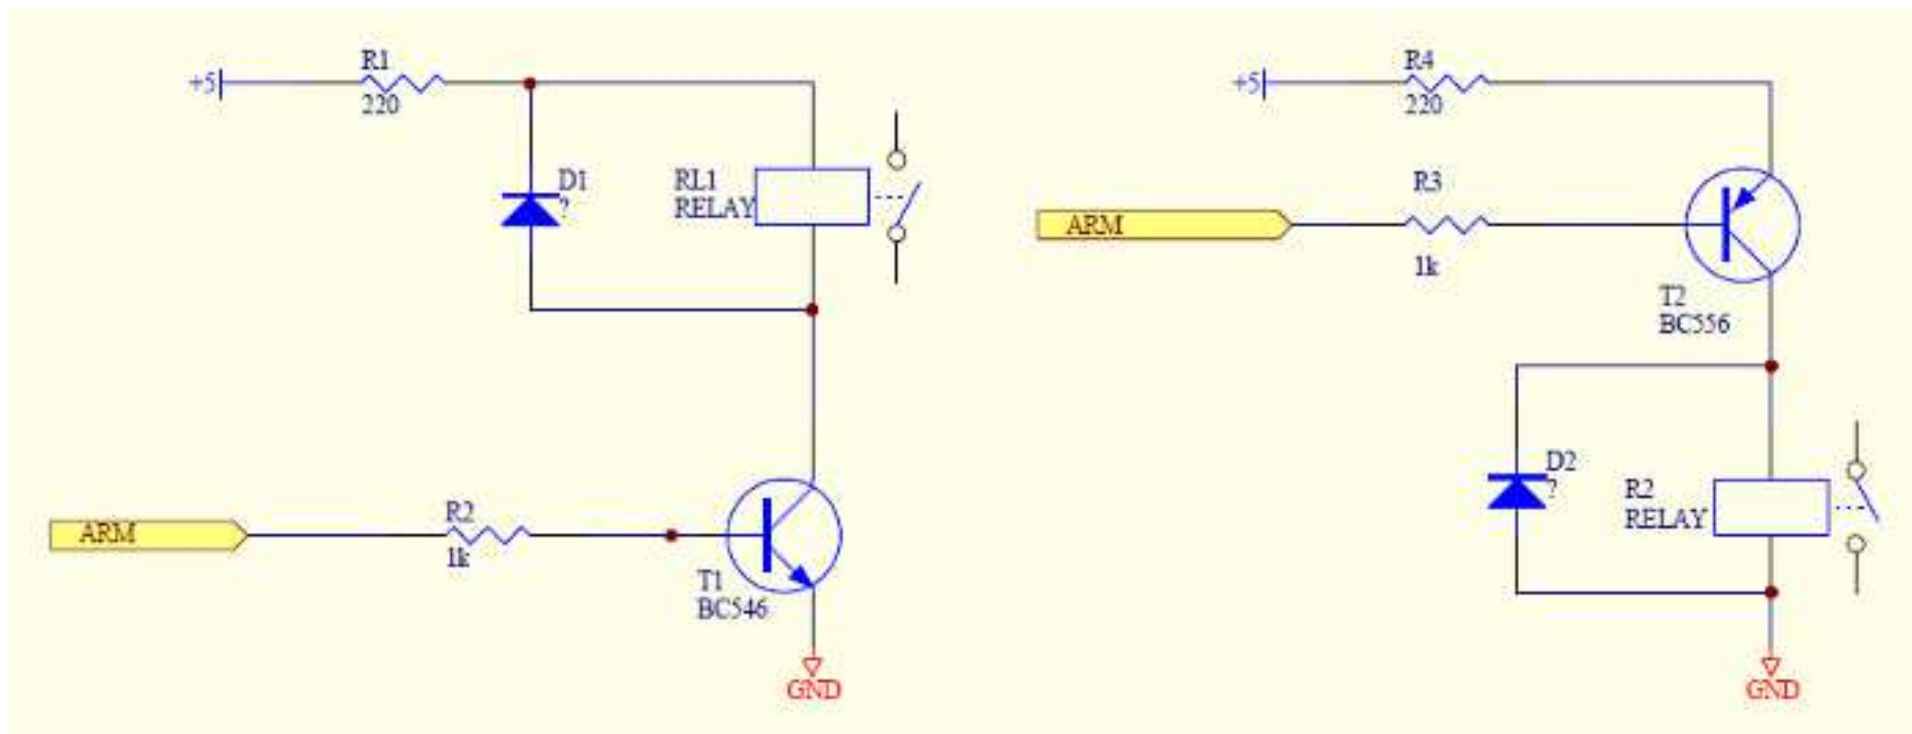 R1
+5
220
D1
?
RL1
RELAY
ARM
R2
1k
T1
BC546
GND
R4
+5
220
R3
ARM
1k
T2
BC556
D2
?
R2
RELAY
GND